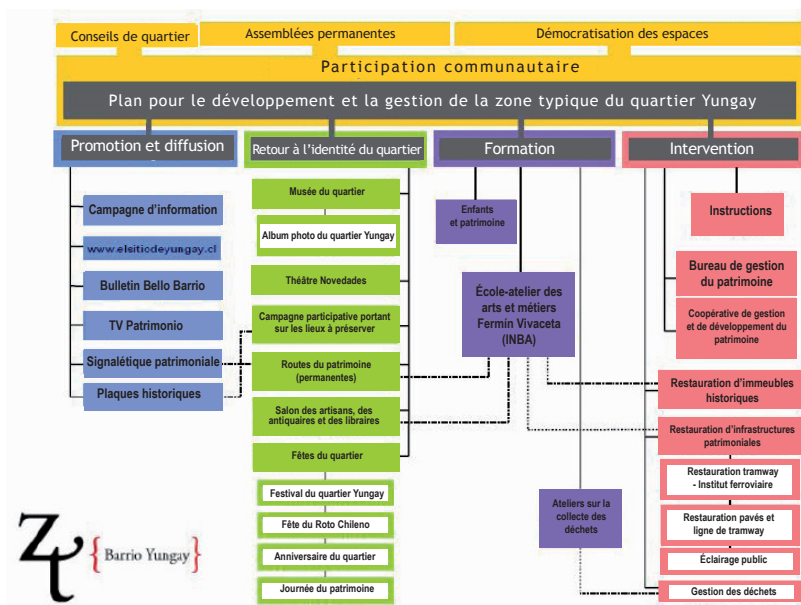 Conseils de quartier
Assemblées permanentes
Démocratisation des espaces
Participation communautaire
Plan pour le développement et la gestion de la zone typique du quartier Yungay
Promotion et diffusion
Retour à l'identité du quartier
Formation
Intervention
Campagne d'information
www.elsitiodeyungay.cl
Bulletin Bello Barrio
TV Patrimonio
Signalétique patrimoniale
Plaques historiques
Musée du quartier
Album photo du quartier Yungay
Théâtre Novedades
Campagne participative portant
sur les lieux à préserver
Routes du patrimoine
(permanentes)
Salon des artisans, des
antiquaires et des libraires
Fêtes du quartier
Festival du quartier Yungay
Fête du Roto Chileno
Anniversaire du quartier
Journée du patrimoine
Enfants
et patrimoine
École-atelier des
arts et métiers
Fermín Vivaceta
(INBA)
Ateliers sur la
collecte des
déchets
Instructions
Bureau de gestion
du patrimoine
Coopérative de gestion
et de développement du
patrimoine
Restauration d'immeubles
historiques
Restauration d'infrastructures
patrimoniales
Restauration tramway
- Institut ferroviaire
Restauration pavés et
ligne de tramway
Éclairage public
Gestion des déchets
Zt { Barrio Yungay }